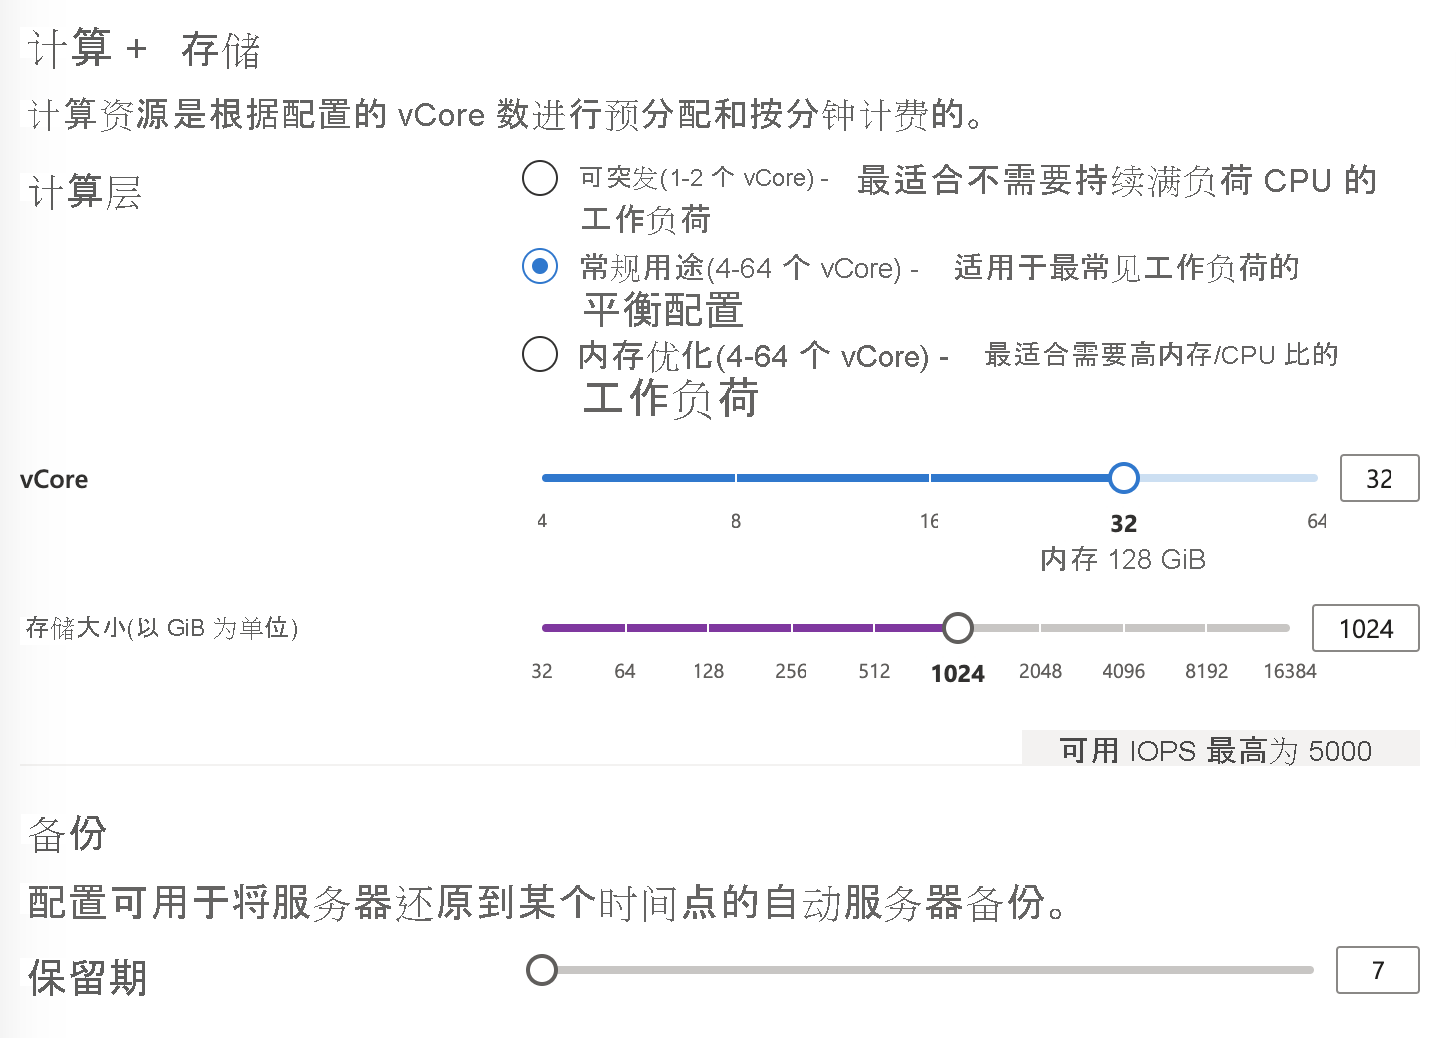 计算 + 存储
计算资源是根据配置的 vCore 数进行预分配和按分钟计费的。
计算层
可突发(1-2 个 vCore) - 最适合不需要持续满负荷 CPU 的
工作负荷
常规用途(4-64 个 vCore) - 适用于最常见工作负荷的
平衡配置
内存优化(4-64 个 vCore) - 最适合需要高内存/CPU 比的
工作负荷
vCore
32
4 8 16 32 64
内存 128 GiB
存储大小(以 GiB 为单位)
1024
32 64 128 256 512 1024 2048 4096 8192 16384
可用 IOPS 最高为 5000
备份
配置可用于将服务器还原到某个时间点的自动服务器备份。
保留期
7